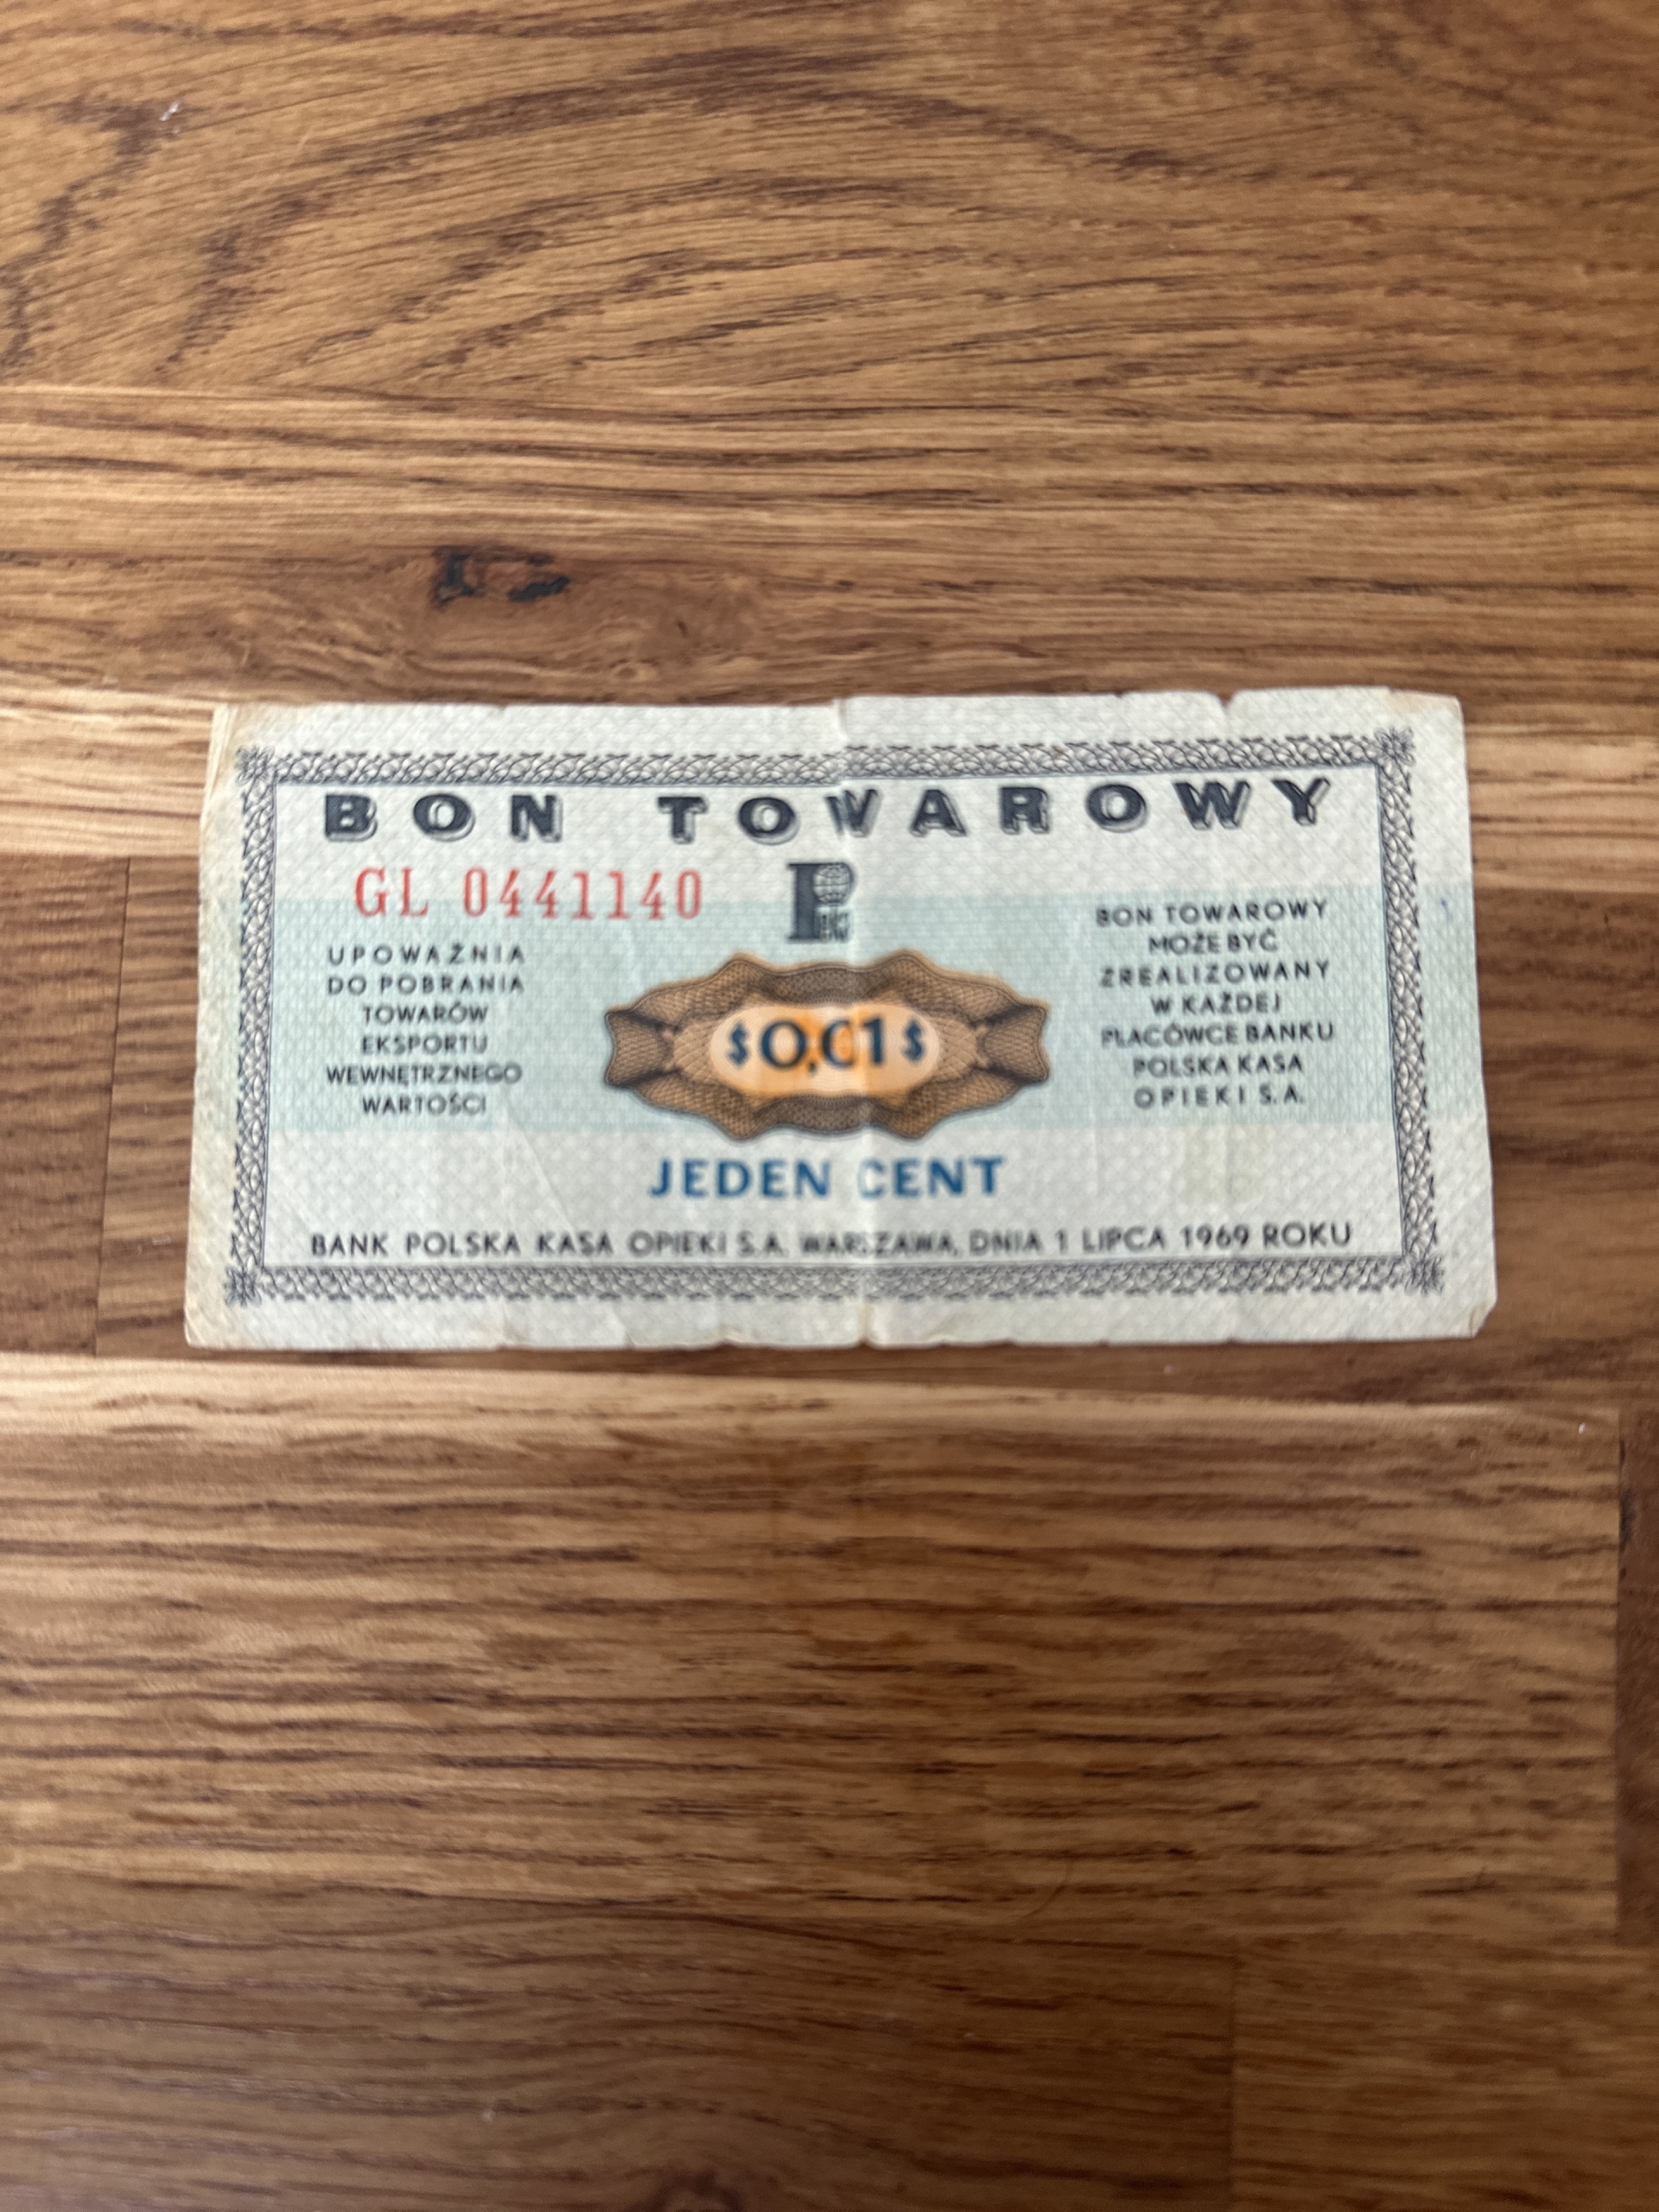 BON TOWAROWY
GL 0441140
P
UPOWAŻNIA
DO POBRANIA
TOWARÓW
EKSPORTU
WEWNĘTRZNEGO
WARTOŚCI
$0,01$
BON TOWAROWY
MOŻE BYĆ
ZREALIZOWANY
W KAŻDEJ
PLACÓWCE BANKU
POLSKA KASA
OPIEKI S.A.
JEDEN CENT
BANK POLSKA KASA OPIEKI S.A. WARSZAWA, DNIA 1 LIPCA 1969 ROKU